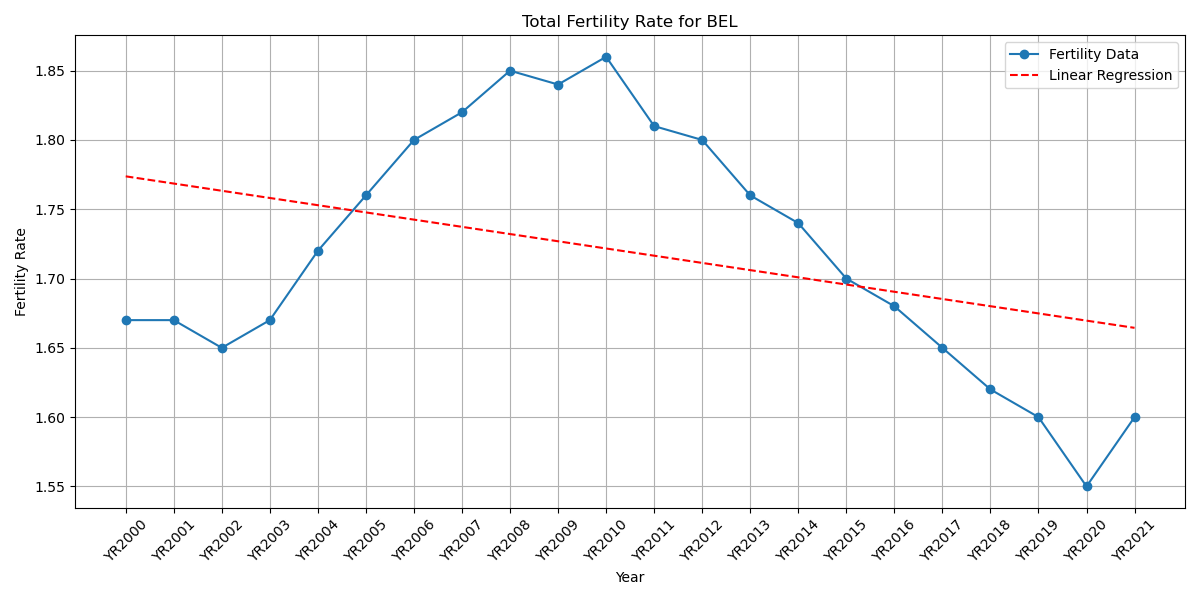 Total Fertility Rate for BEL
Fertility Data
Linear Regression
Fertility Rate
1.85
1.80
1.75
1.70
1.65
1.60
1.55
YR2000
YR2001
YR2002
YR2003
YR2004
YR2005
YR2006
YR2007
YR2008
YR2009
YR2010
YR2011
YR2012
YR2013
YR2014
YR2015
YR2016
YR2017
YR2018
YR2019
YR2020
YR2021
Year